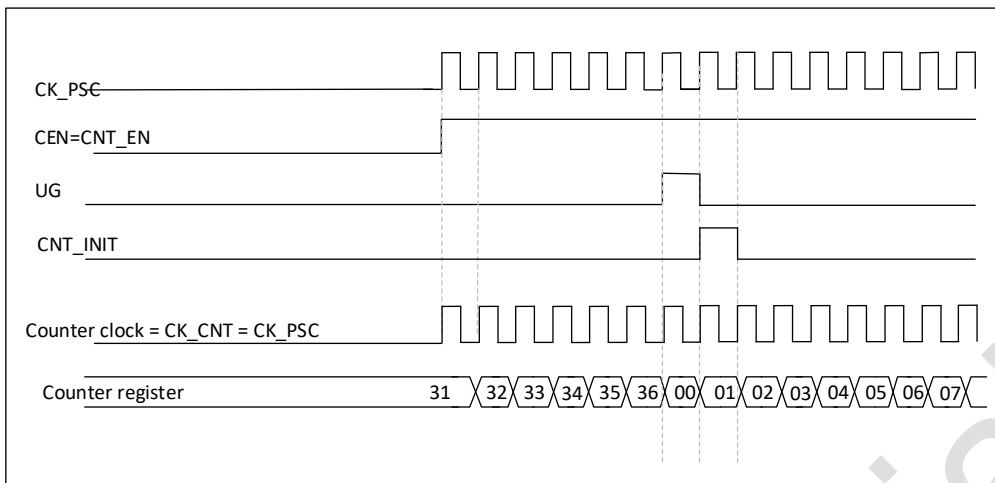 CK_PSC
CEN=CNT_EN
UG
CNT_INIT
Counter clock = CK_CNT = CK_PSC
Counter register 31 32 33 34 35 36 00 01 02 03 04 05 06 07